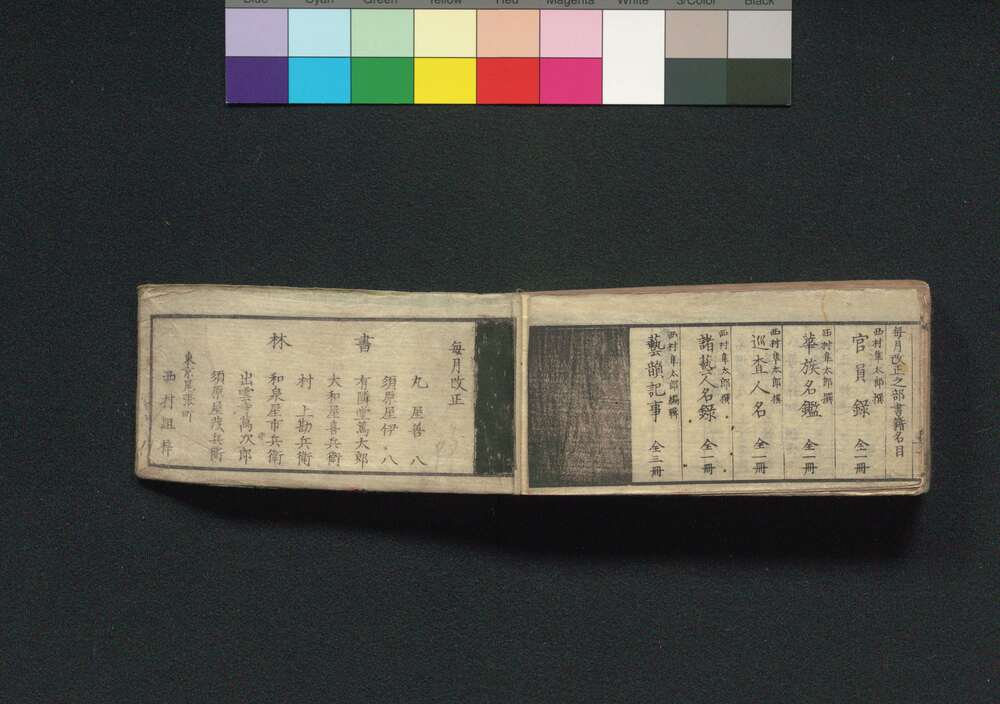 Blue Cyan Green Yellow Red Magenta White 3/Color Black
毎月改正之部書籍名目
西村隼太郎撰
官員録 全一冊
西村隼太郎撰
華族名鑑 全一冊
西村隼太郎撰
巡査人名 全一冊
西村隼太郎撰
諸藝人名録 全一冊
西村隼太郎編輯
藝韻記事 全三冊
毎月改正
書林
丸屋善八
須原屋伊八
有隣堂篤太郎
大和屋喜兵衛
村上勘兵衛
和泉屋市兵衛
出雲寺萬次郎
須原屋茂兵衛
東京尾張町
西村組梓